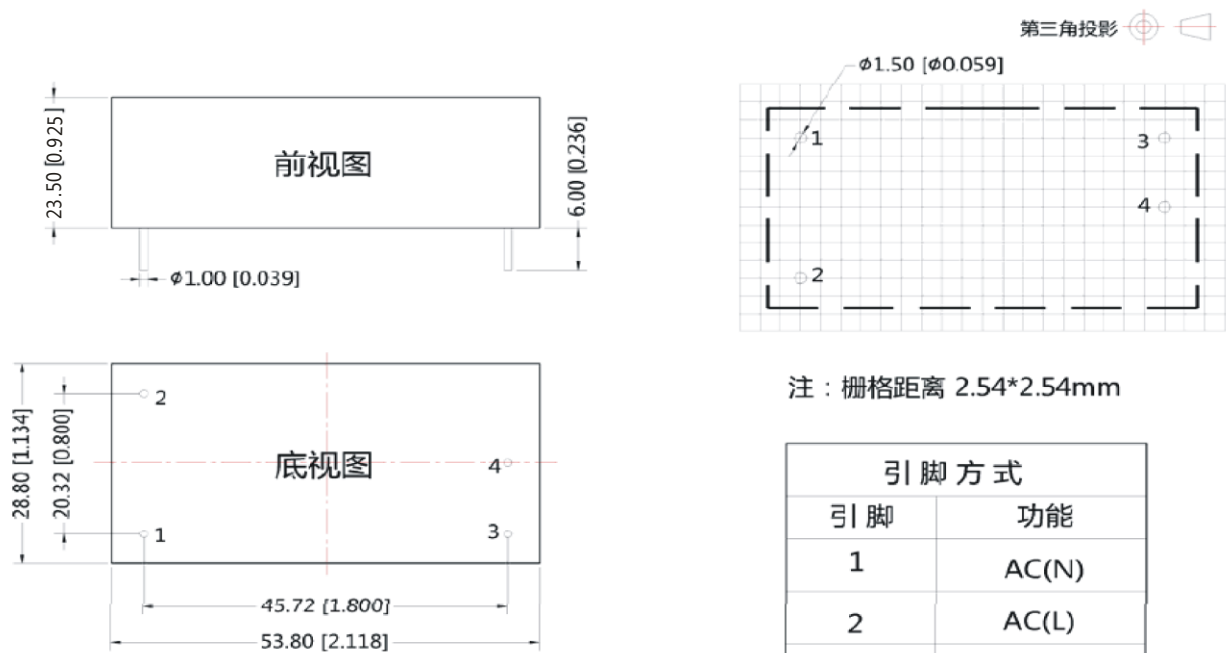 第三角投影
ϕ1.50 [ϕ0.059]
23.50 [0.925]
前视图
6.00 [0.236]
ϕ1.00 [0.039]
1
3
4
2
28.80 [1.134]
20.32 [0.800]
2
底视图
4
1
3
45.72 [1.800]
53.80 [2.118]
注：栅格距离 2.54*2.54mm
引脚方式
引脚 功能
1 AC(N)
2 AC(L)